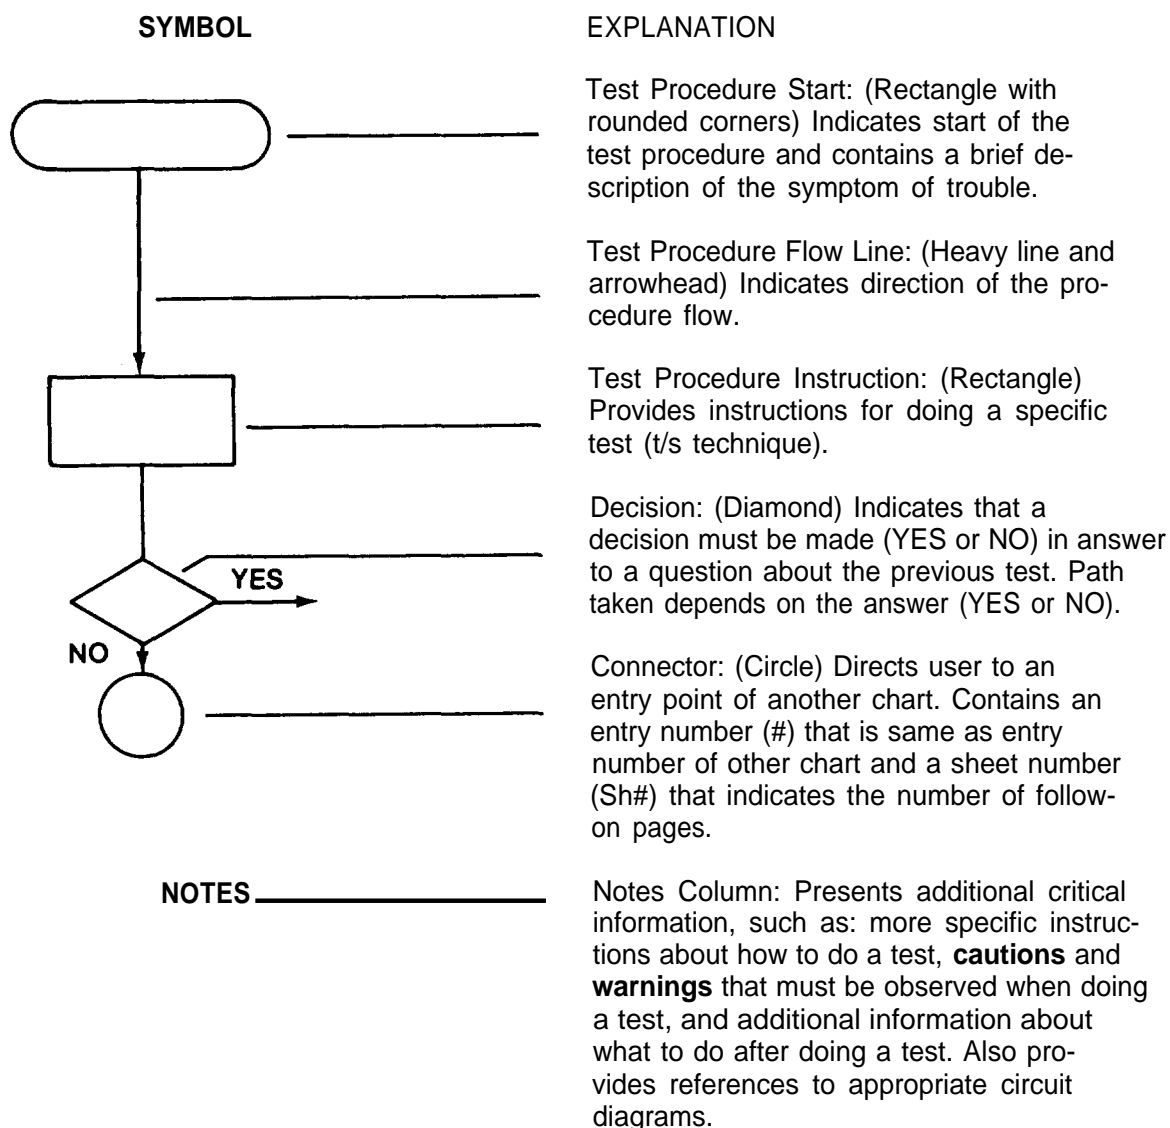 SYMBOL
EXPLANATION
Test Procedure Start: (Rectangle with
rounded corners) Indicates start of the
test procedure and contains a brief de-
scription of the symptom of trouble.
Test Procedure Flow Line: (Heavy line and
arrowhead) Indicates direction of the pro-
cedure flow.
Test Procedure Instruction: (Rectangle)
Provides instructions for doing a specific
test (t/s technique).
Decision: (Diamond) Indicates that a
decision must be made (YES or NO) in answer
to a question about the previous test. Path
taken depends on the answer (YES or NO).
YES
NO
Connector: (Circle) Directs user to an
entry point of another chart. Contains an
entry number (#) that is same as entry
number of other chart and a sheet number
(Sh#) that indicates the number of follow-
on pages.
NOTES
Notes Column: Presents additional critical
information, such as: more specific instruc-
tions about how to do a test, cautions and
warnings that must be observed when doing
a test, and additional information about
what to do after doing a test. Also pro-
vides references to appropriate circuit
diagrams.